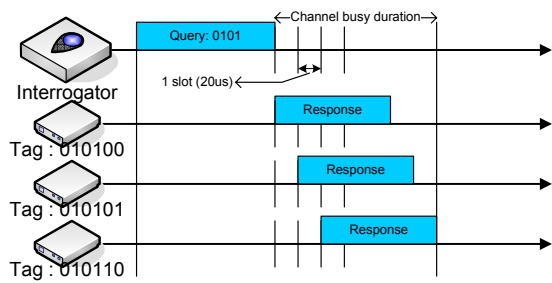 Query: 0101
Channel busy duration
1 slot (20us)
Interrogator
Response
Tag : 010100
Response
Tag : 010101
Response
Tag : 010110